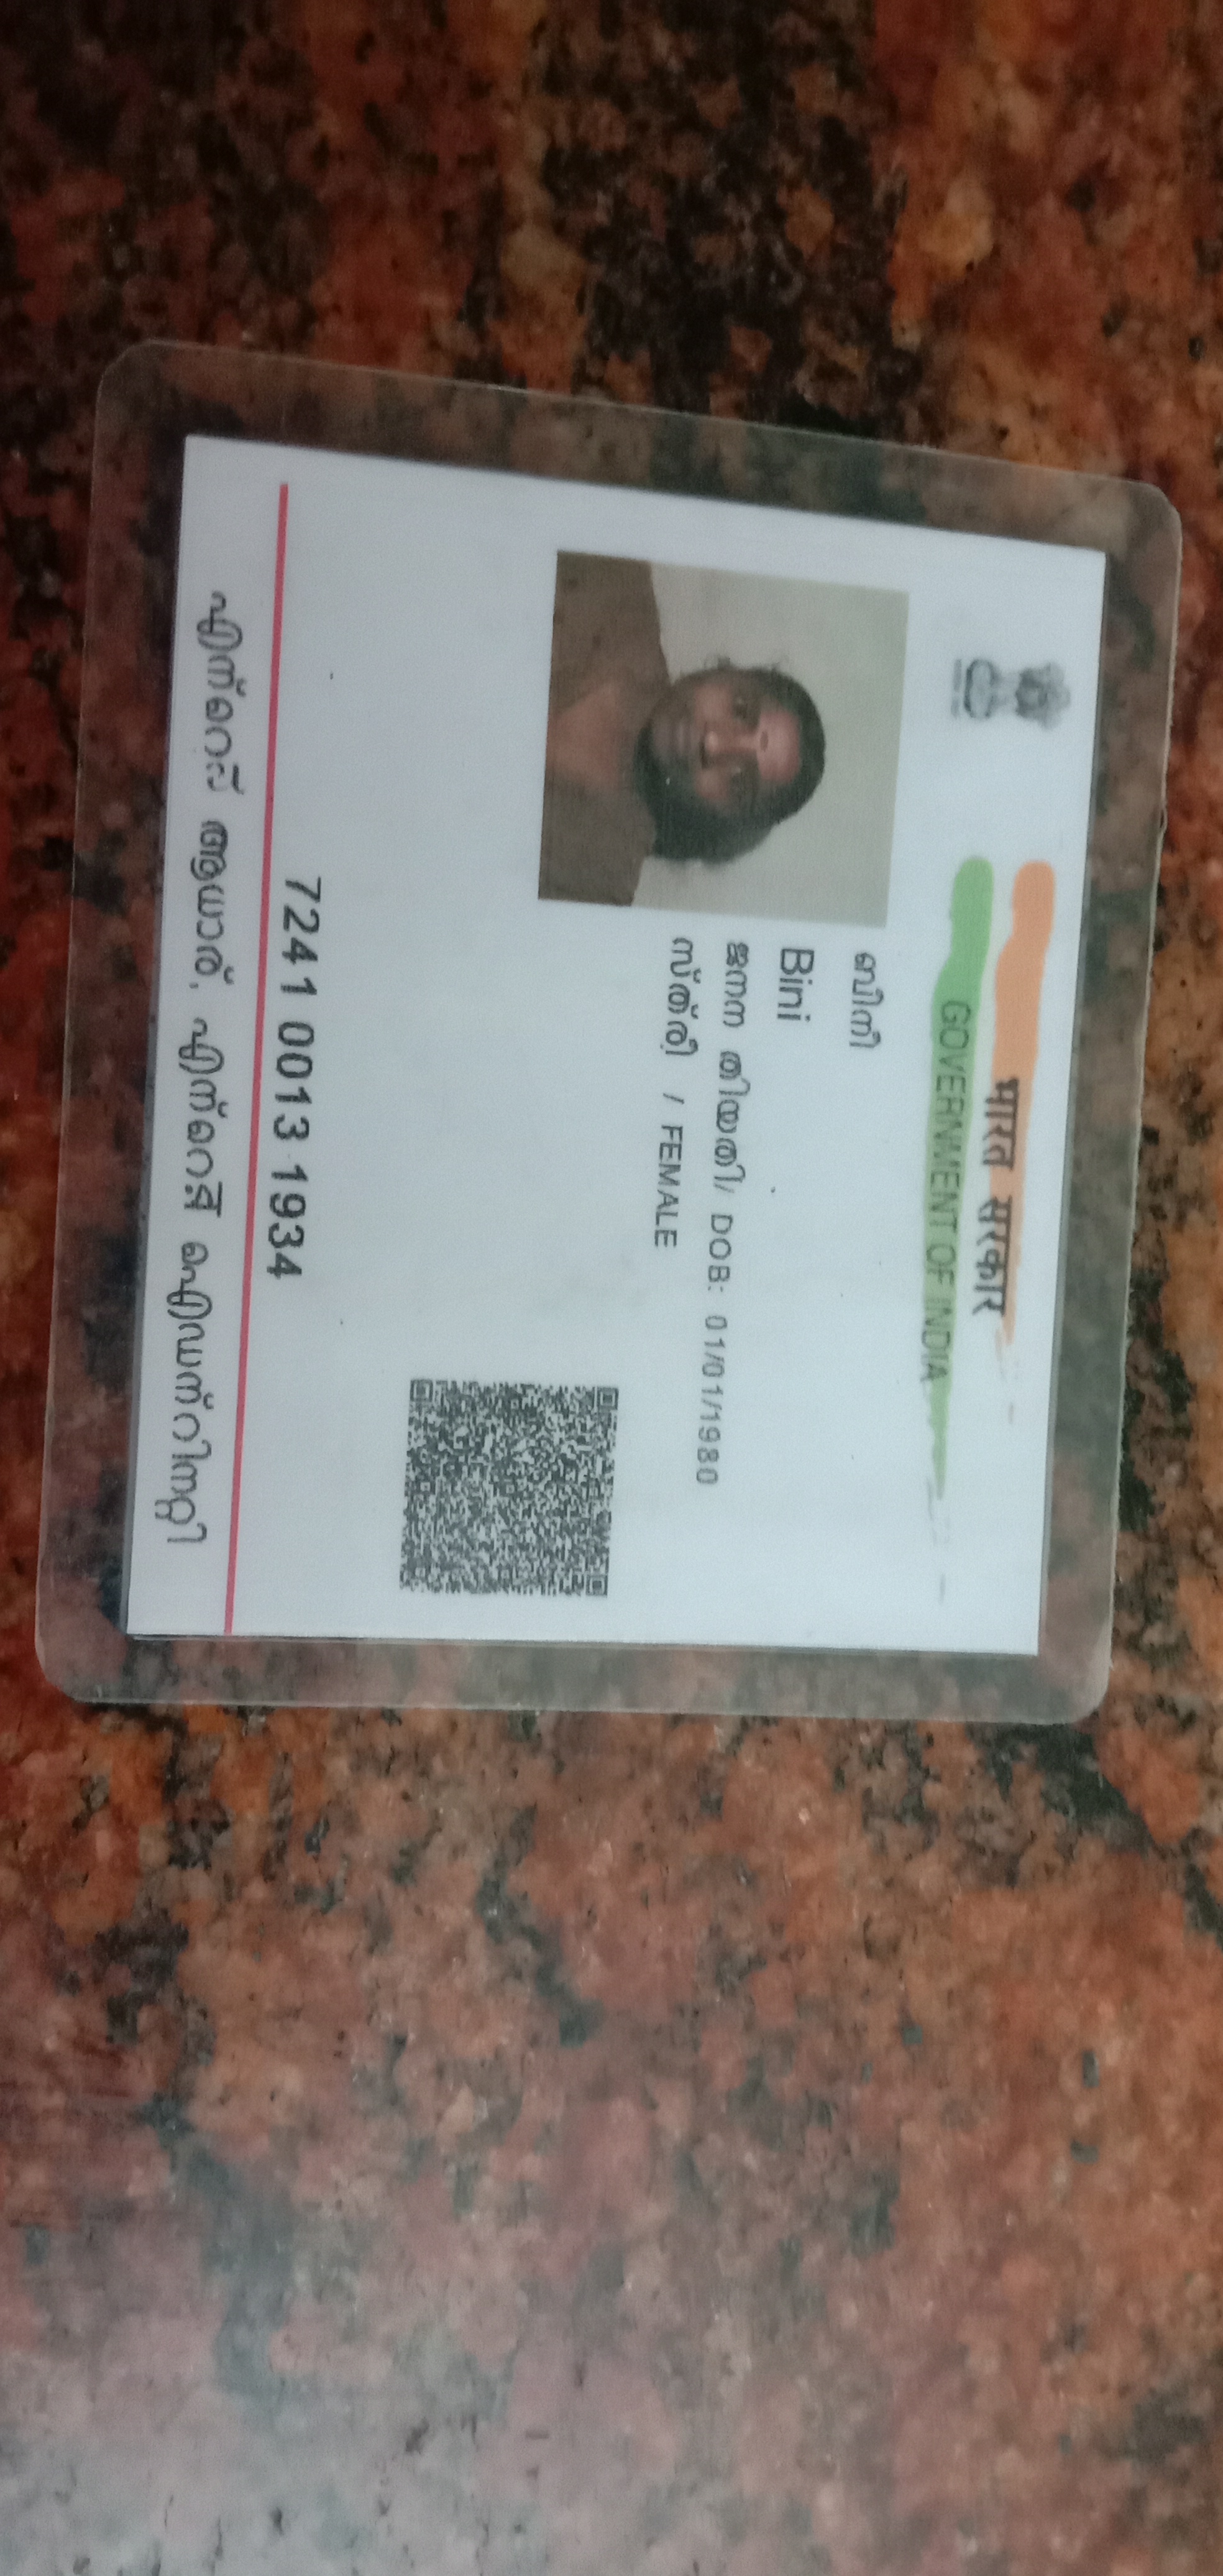 भारत सरकार
GOVERNMENT OF INDIA
ബിനി
Bini
ജനന തിയതി/ DOB: 01/01/1980
സ്ത്രീ / FEMALE
7241 0013 1934
എന്റെ ആധാർ, എന്റെ ഐഡന്റിറ്റി